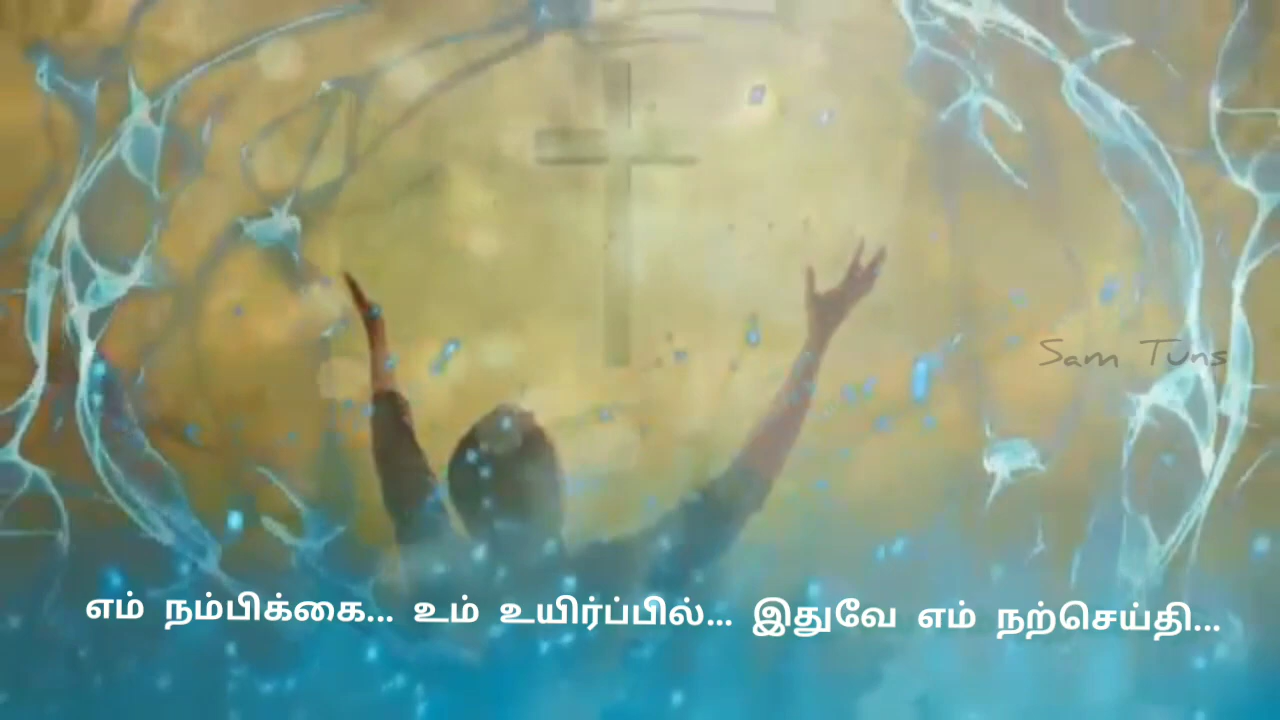 Sam Tuns
எம் நம்பிக்கை... உம் உயிர்ப்பில்... இதுவே எம் நற்செய்தி...